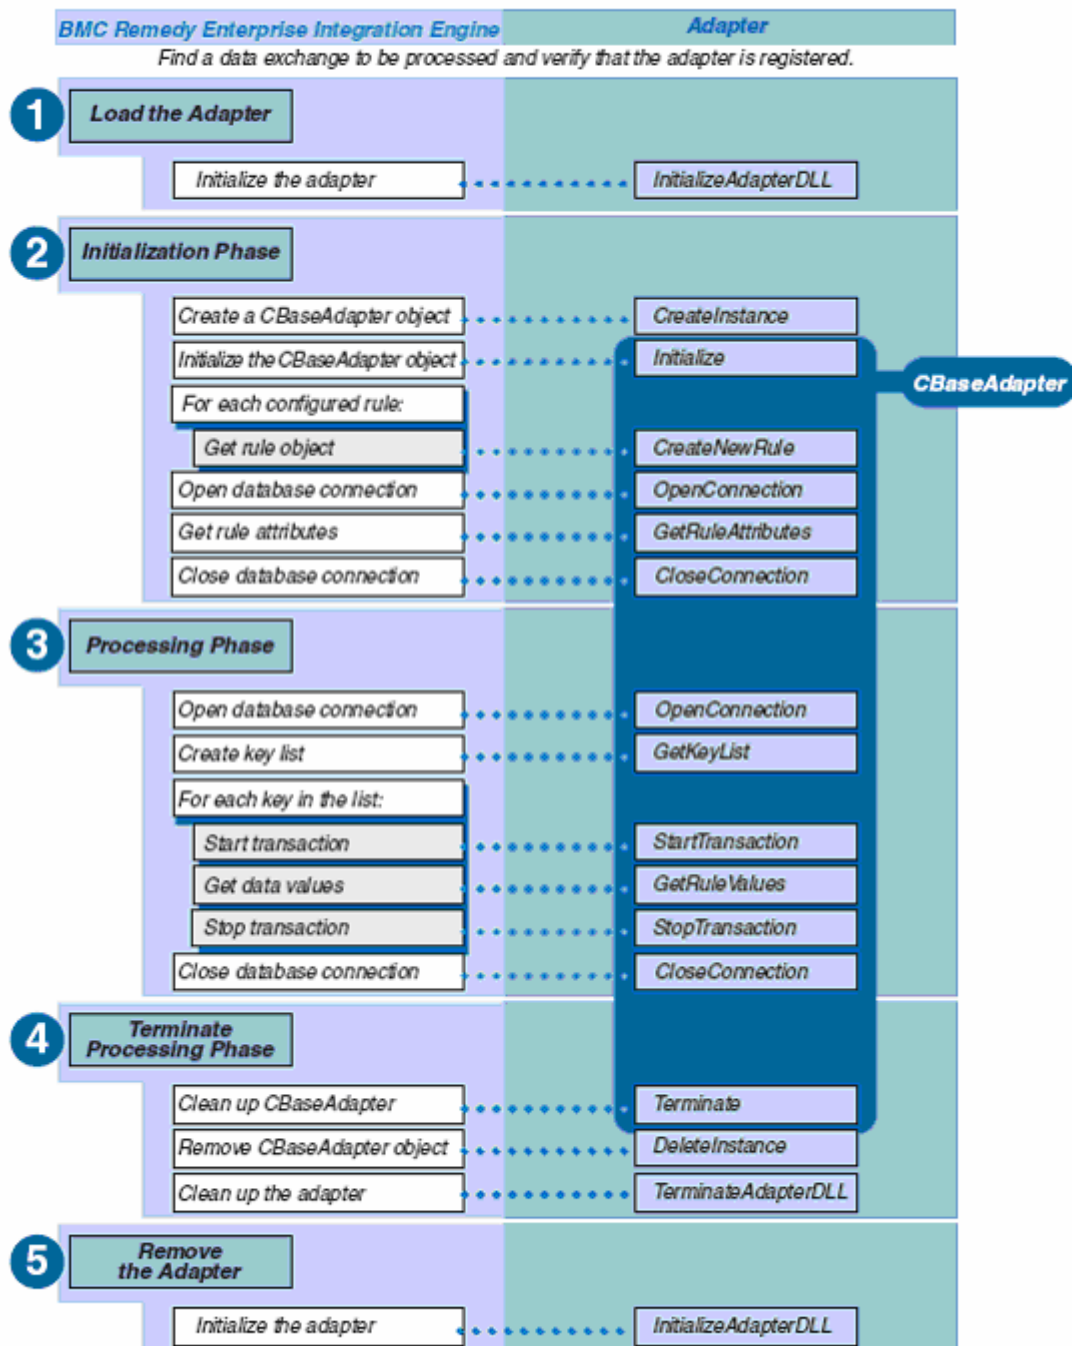 BMC Remedy Enterprise Integration Engine Adapter
Find a data exchange to be processed and verify that the adapter is registered.
1 Load the Adapter
Initialize the adapter InitializeAdapterDLL
2 Initialization Phase
Create a CBaseAdapter object CreateInstance
Initialize the CBaseAdapter object Initialize
CBaseAdapter
For each configured rule:
Get rule object CreateNewRule
Open database connection OpenConnection
Get rule attributes GetRuleAttributes
Close database connection CloseConnection
3 Processing Phase
Open database connection OpenConnection
Create key list GetKeyList
For each key in the list:
Start transaction StartTransaction
Get data values GetRuleValues
Stop transaction StopTransaction
Close database connection CloseConnection
4 Terminate
Processing Phase
Clean up CBaseAdapter Terminate
Remove CBaseAdapter object DeleteInstance
Clean up the adapter TerminateAdapterDLL
5 Remove
the Adapter
Initialize the adapter InitializeAdapterDLL